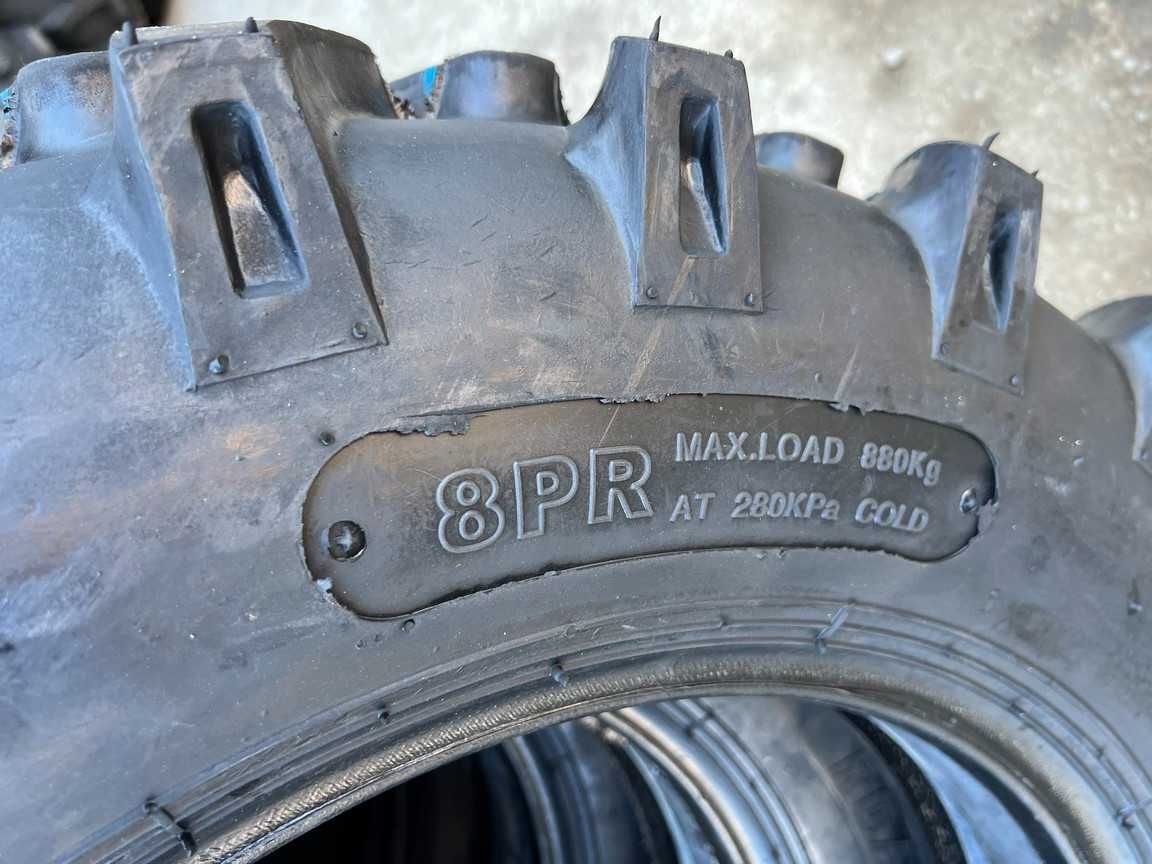 8PR
MAX.LOAD 880Kg
AT 280KPa COLD